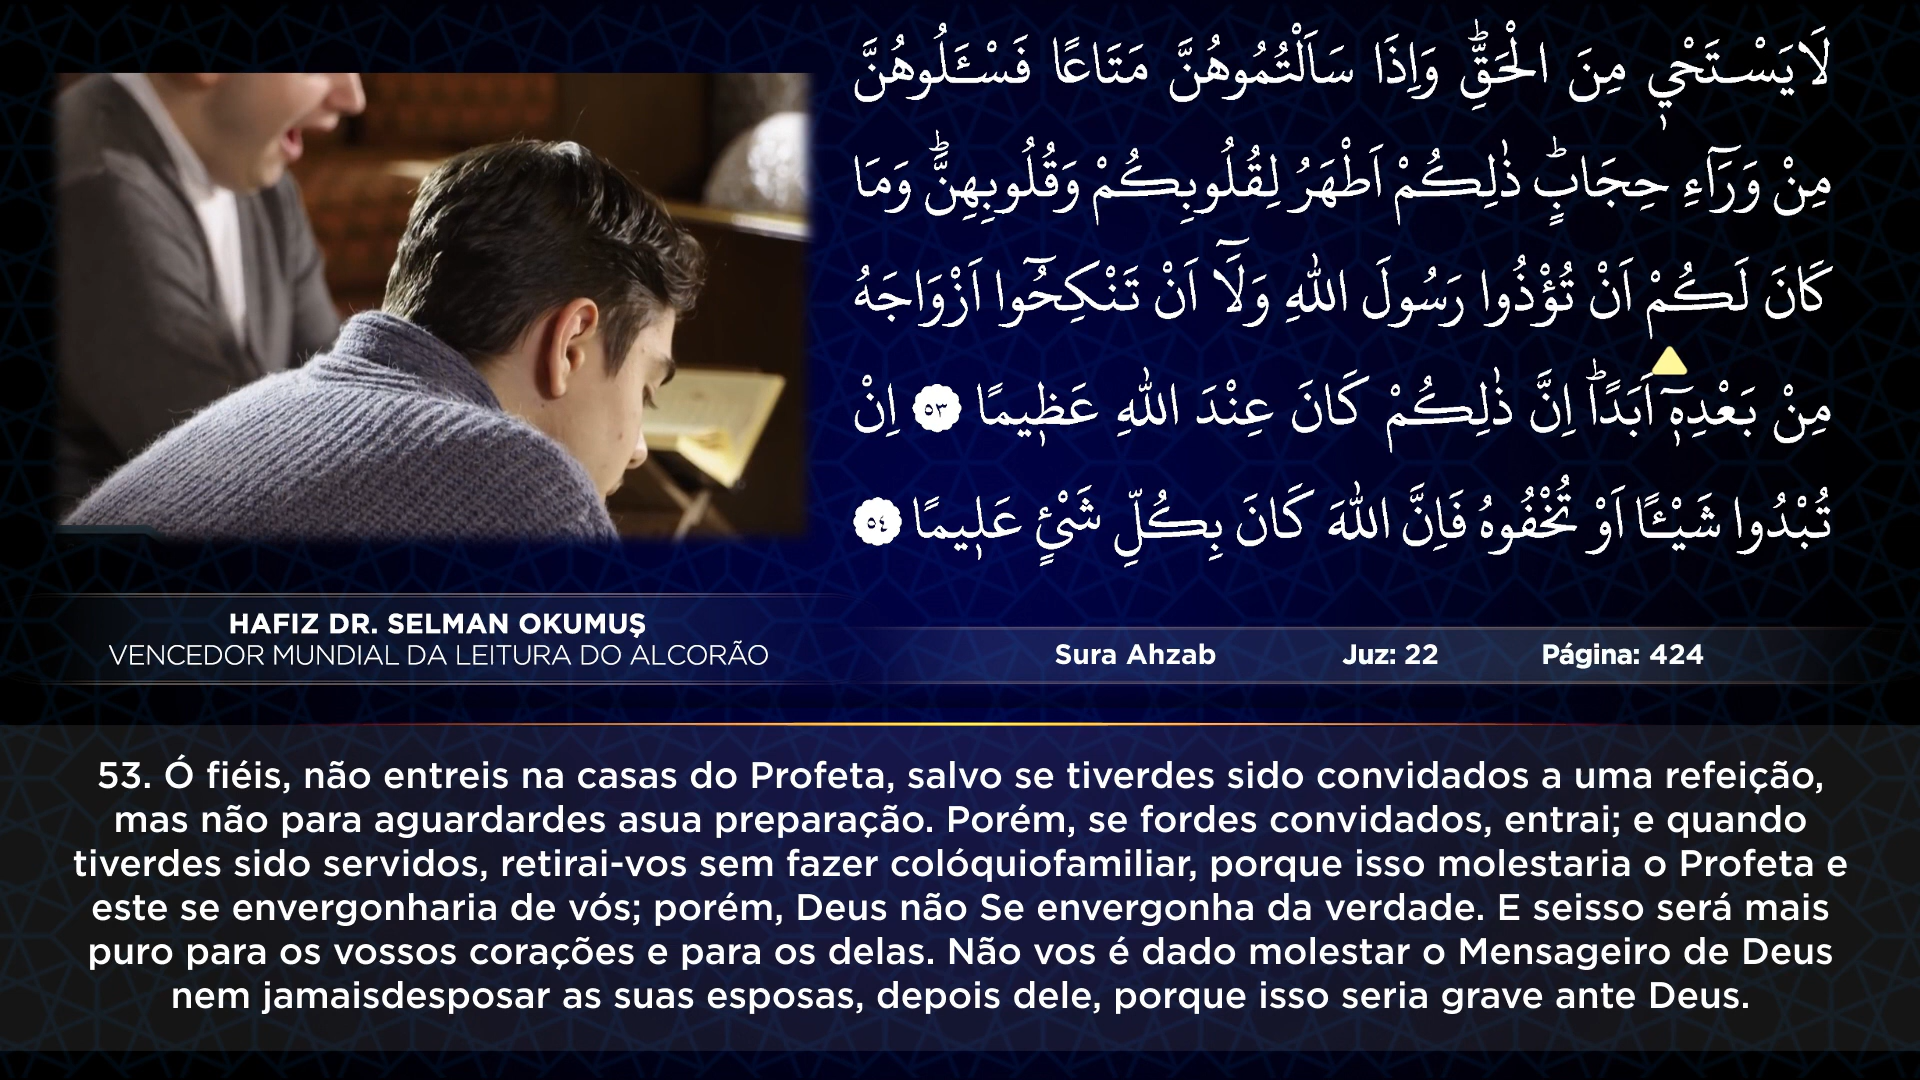 لَايَسْتَحْيٖ مِنَ الْحَقِّۜ وَاِذَا سَاَلْتُمُوهُنَّ مَتَاعًا فَسْـَٔلُوهُنَّ
مِنْ وَرَٓاءِ حِجَابٍۜ ذٰلِكُمْ اَطْهَرُ لِقُلُوبِكُمْ وَقُلُوبِهِنَّۜ وَمَا
كَانَ لَكُمْ اَنْ تُؤْذُوا رَسُولَ اللّٰهِ وَلَٓا اَنْ تَنْكِحُٓوا اَزْوَاجَهُ
مِنْ بَعْدِهٖٓ اَبَدًاۜ اِنَّ ذٰلِكُمْ كَانَ عِنْدَ اللّٰهِ عَظٖيمًا ٥٣ اِنْ
تُبْدُوا شَيْـًٔا اَوْ تُخْفُوهُ فَاِنَّ اللّٰهَ كَانَ بِكُلِّ شَيْءٍ عَلٖيمًا ٥٤
HAFIZ DR. SELMAN OKUMUŞ
VENCEDOR MUNDIAL DA LEITURA DO ALCORÃO
Sura Ahzab Juz: 22 Página: 424
53. Ó fiéis, não entreis na casas do Profeta, salvo se tiverdes sido convidados a uma refeição,
mas não para aguardardes asua preparação. Porém, se fordes convidados, entrai; e quando
tiverdes sido servidos, retirai-vos sem fazer colóquiofamiliar, porque isso molestaria o Profeta e
este se envergonharia de vós; porém, Deus não Se envergonha da verdade. E seisso será mais
puro para os vossos corações e para os delas. Não vos é dado molestar o Mensageiro de Deus
nem jamaisdesposar as suas esposas, depois dele, porque isso seria grave ante Deus.